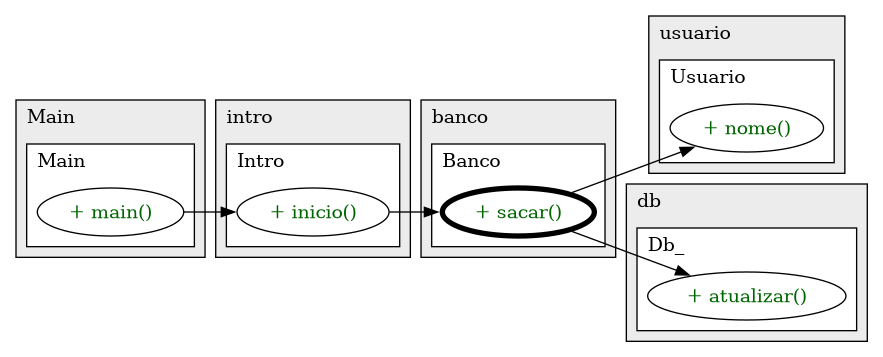 Main
Main
+ main()
intro
Intro
+ inicio()
banco
Banco
+ sacar()
usuario
Usuario
+ nome()
db
Db_
+ atualizar()